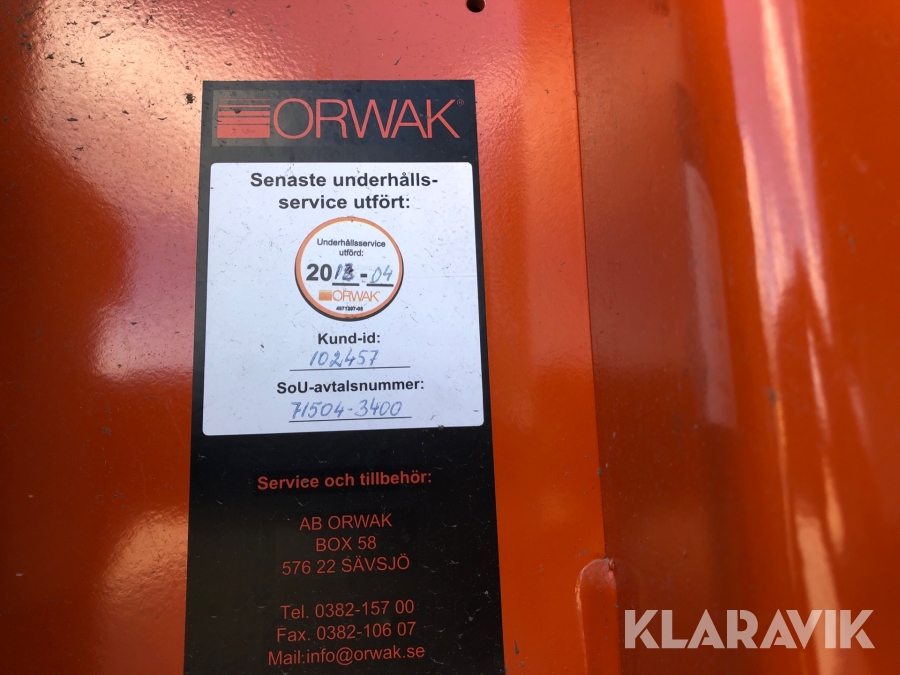 ORWAK®
Senaste underhålls-
service utfört:
Underhållsservice
utförd:
2013-04
ORWAK
Kund-id:
102457
SoU-avtalsnummer:
71504-3400
Service och tillbehör:
AB ORWAK
BOX 58
576 22 SÄVSJÖ
Tel. 0382-157 00
Fax. 0382-106 07
Mail:info@orwak.se
KLARAVIK